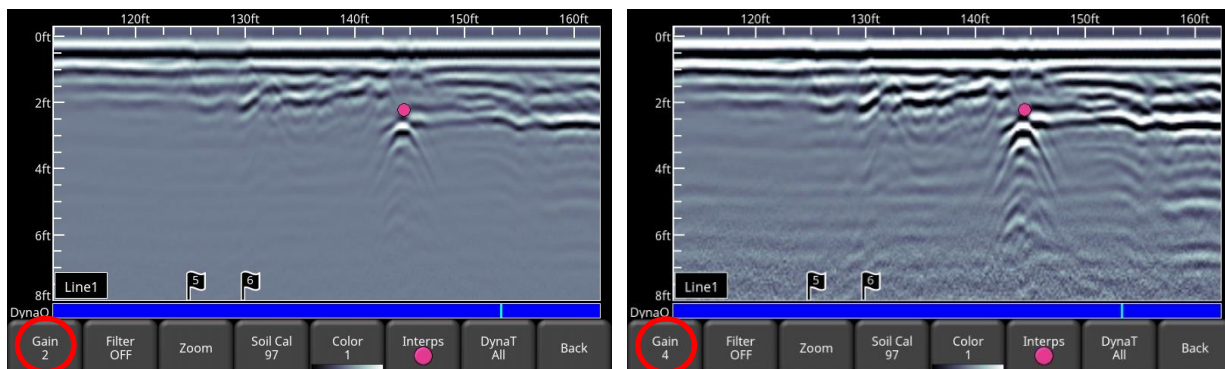 120ft 130ft 140ft 150ft 160ft
0ft
2ft
4ft
6ft
8ft
5 6
Line1
DynaQ
Gain 2
Filter OFF
Zoom
Soil Cal 97
Color 1
Interps
DynaT All
Back
120ft 130ft 140ft 150ft 160ft
0ft
2ft
4ft
6ft
8ft
5 6
Line1
DynaQ
Gain 4
Filter OFF
Zoom
Soil Cal 97
Color 1
Interps
DynaT All
Back